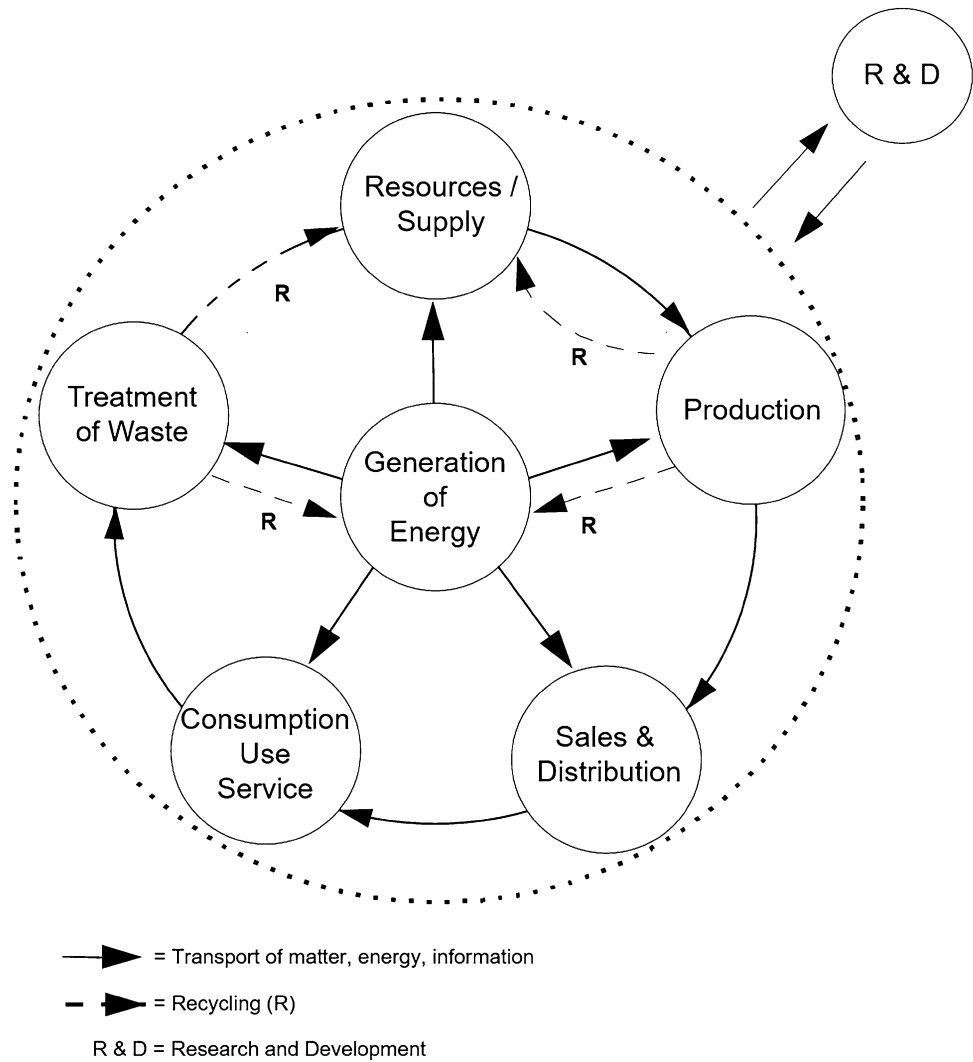 R & D
Resources /
Supply
R
R
Treatment
of Waste
Production
Generation
of
Energy
R
R
Consumption
Use
Service
Sales &
Distribution
= Transport of matter, energy, information
= Recycling (R)
R & D = Research and Development